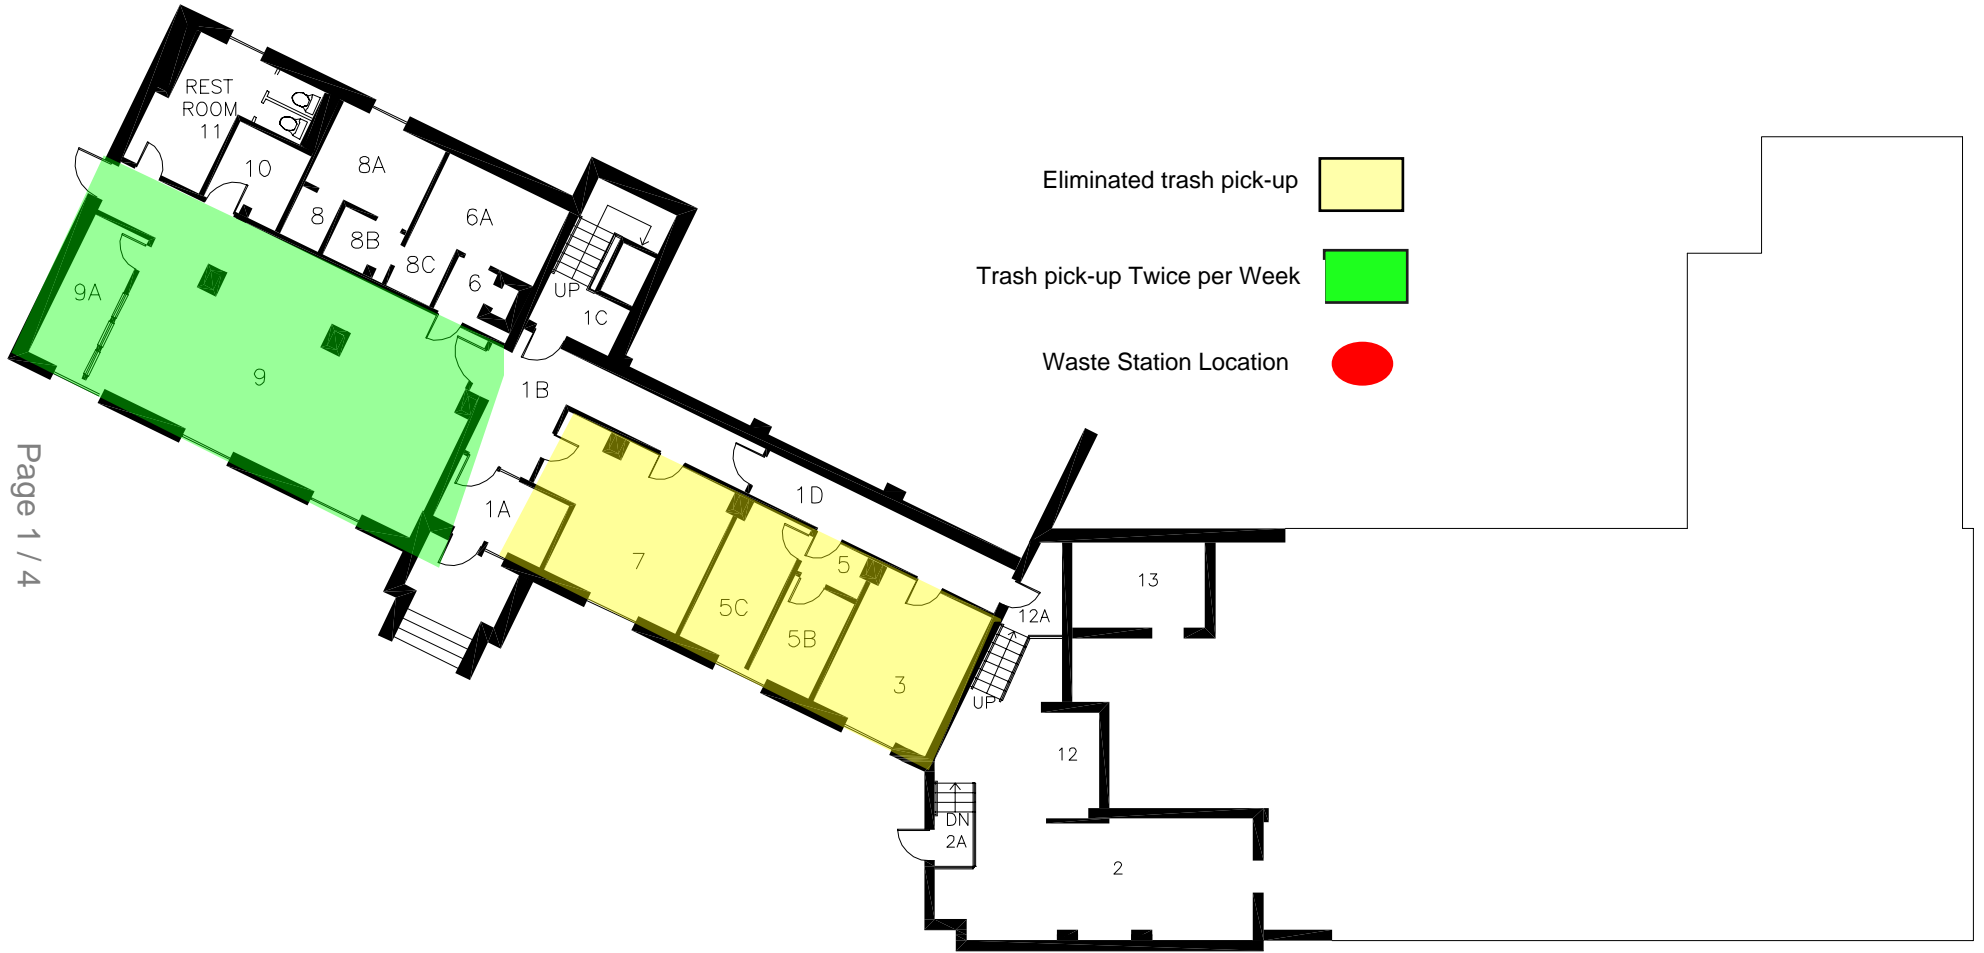 REST
ROOM
11
10
8A
8
8B
8C
6A
6
UP
1C
9A
9
1B
1A
1D
7
5C
5
5B
3
12A
UP
13
12
DN
2A
2
Eliminated trash pick-up
Trash pick-up Twice per Week
Waste Station Location
Page 1 / 4